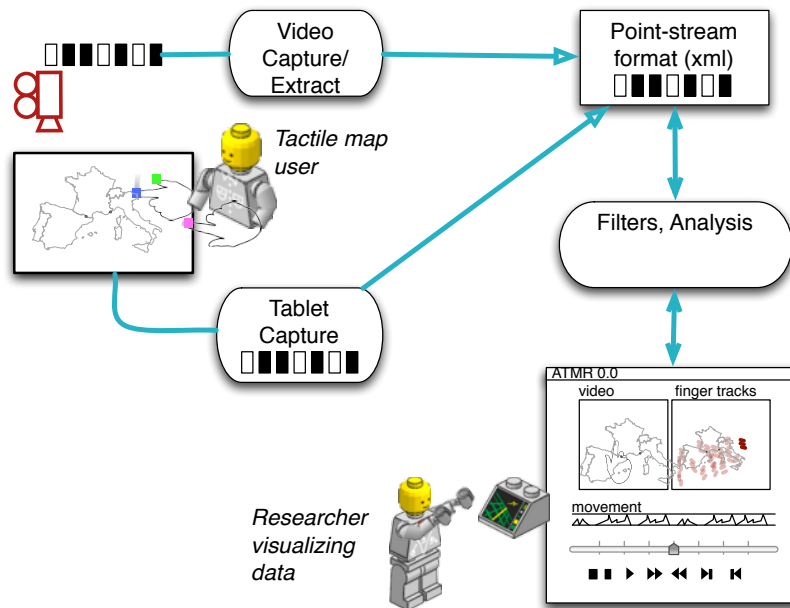 Video
Capture/
Extract
Point-stream
format (xml)
Tactile map
user
Filters, Analysis
Tablet
Capture
ATMR 0.0
video
finger tracks
movement
Researcher
visualizing
data